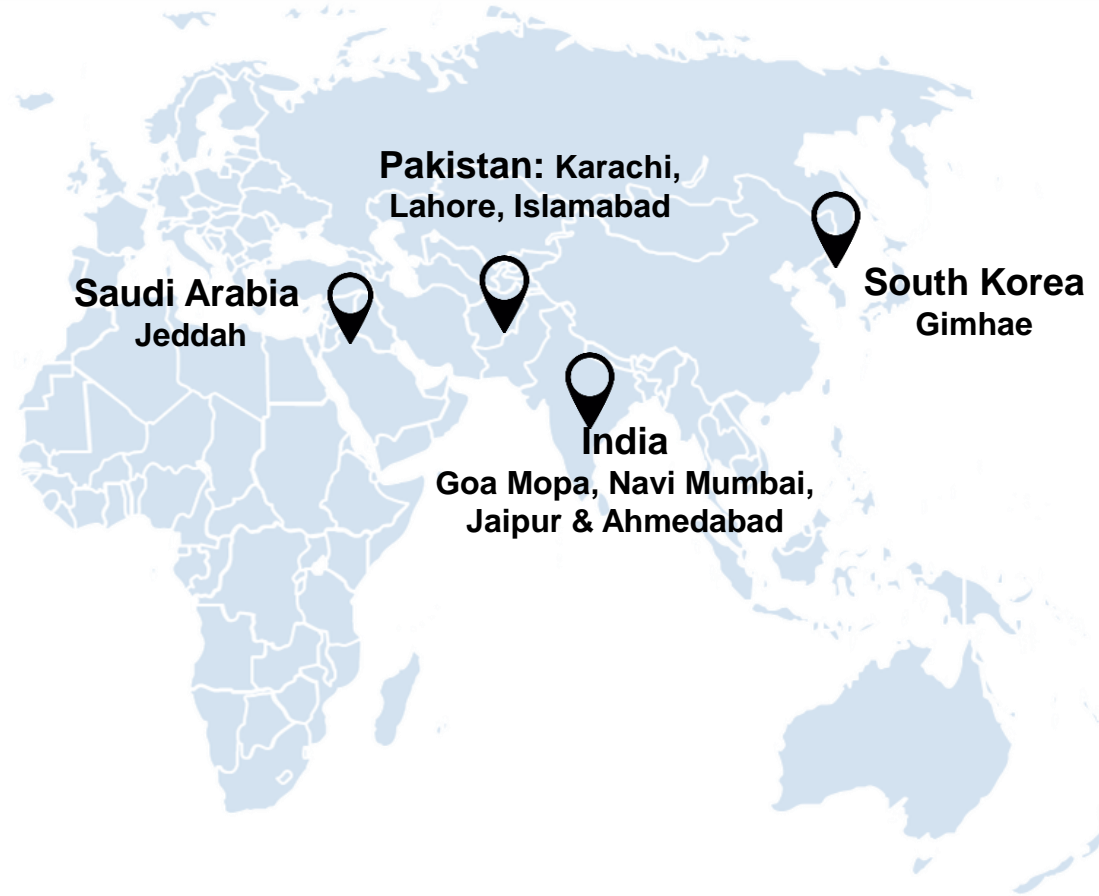 Pakistan: Karachi,
Lahore, Islamabad
Saudi Arabia
Jeddah
South Korea
Gimhae
India
Goa Mopa, Navi Mumbai,
Jaipur & Ahmedabad